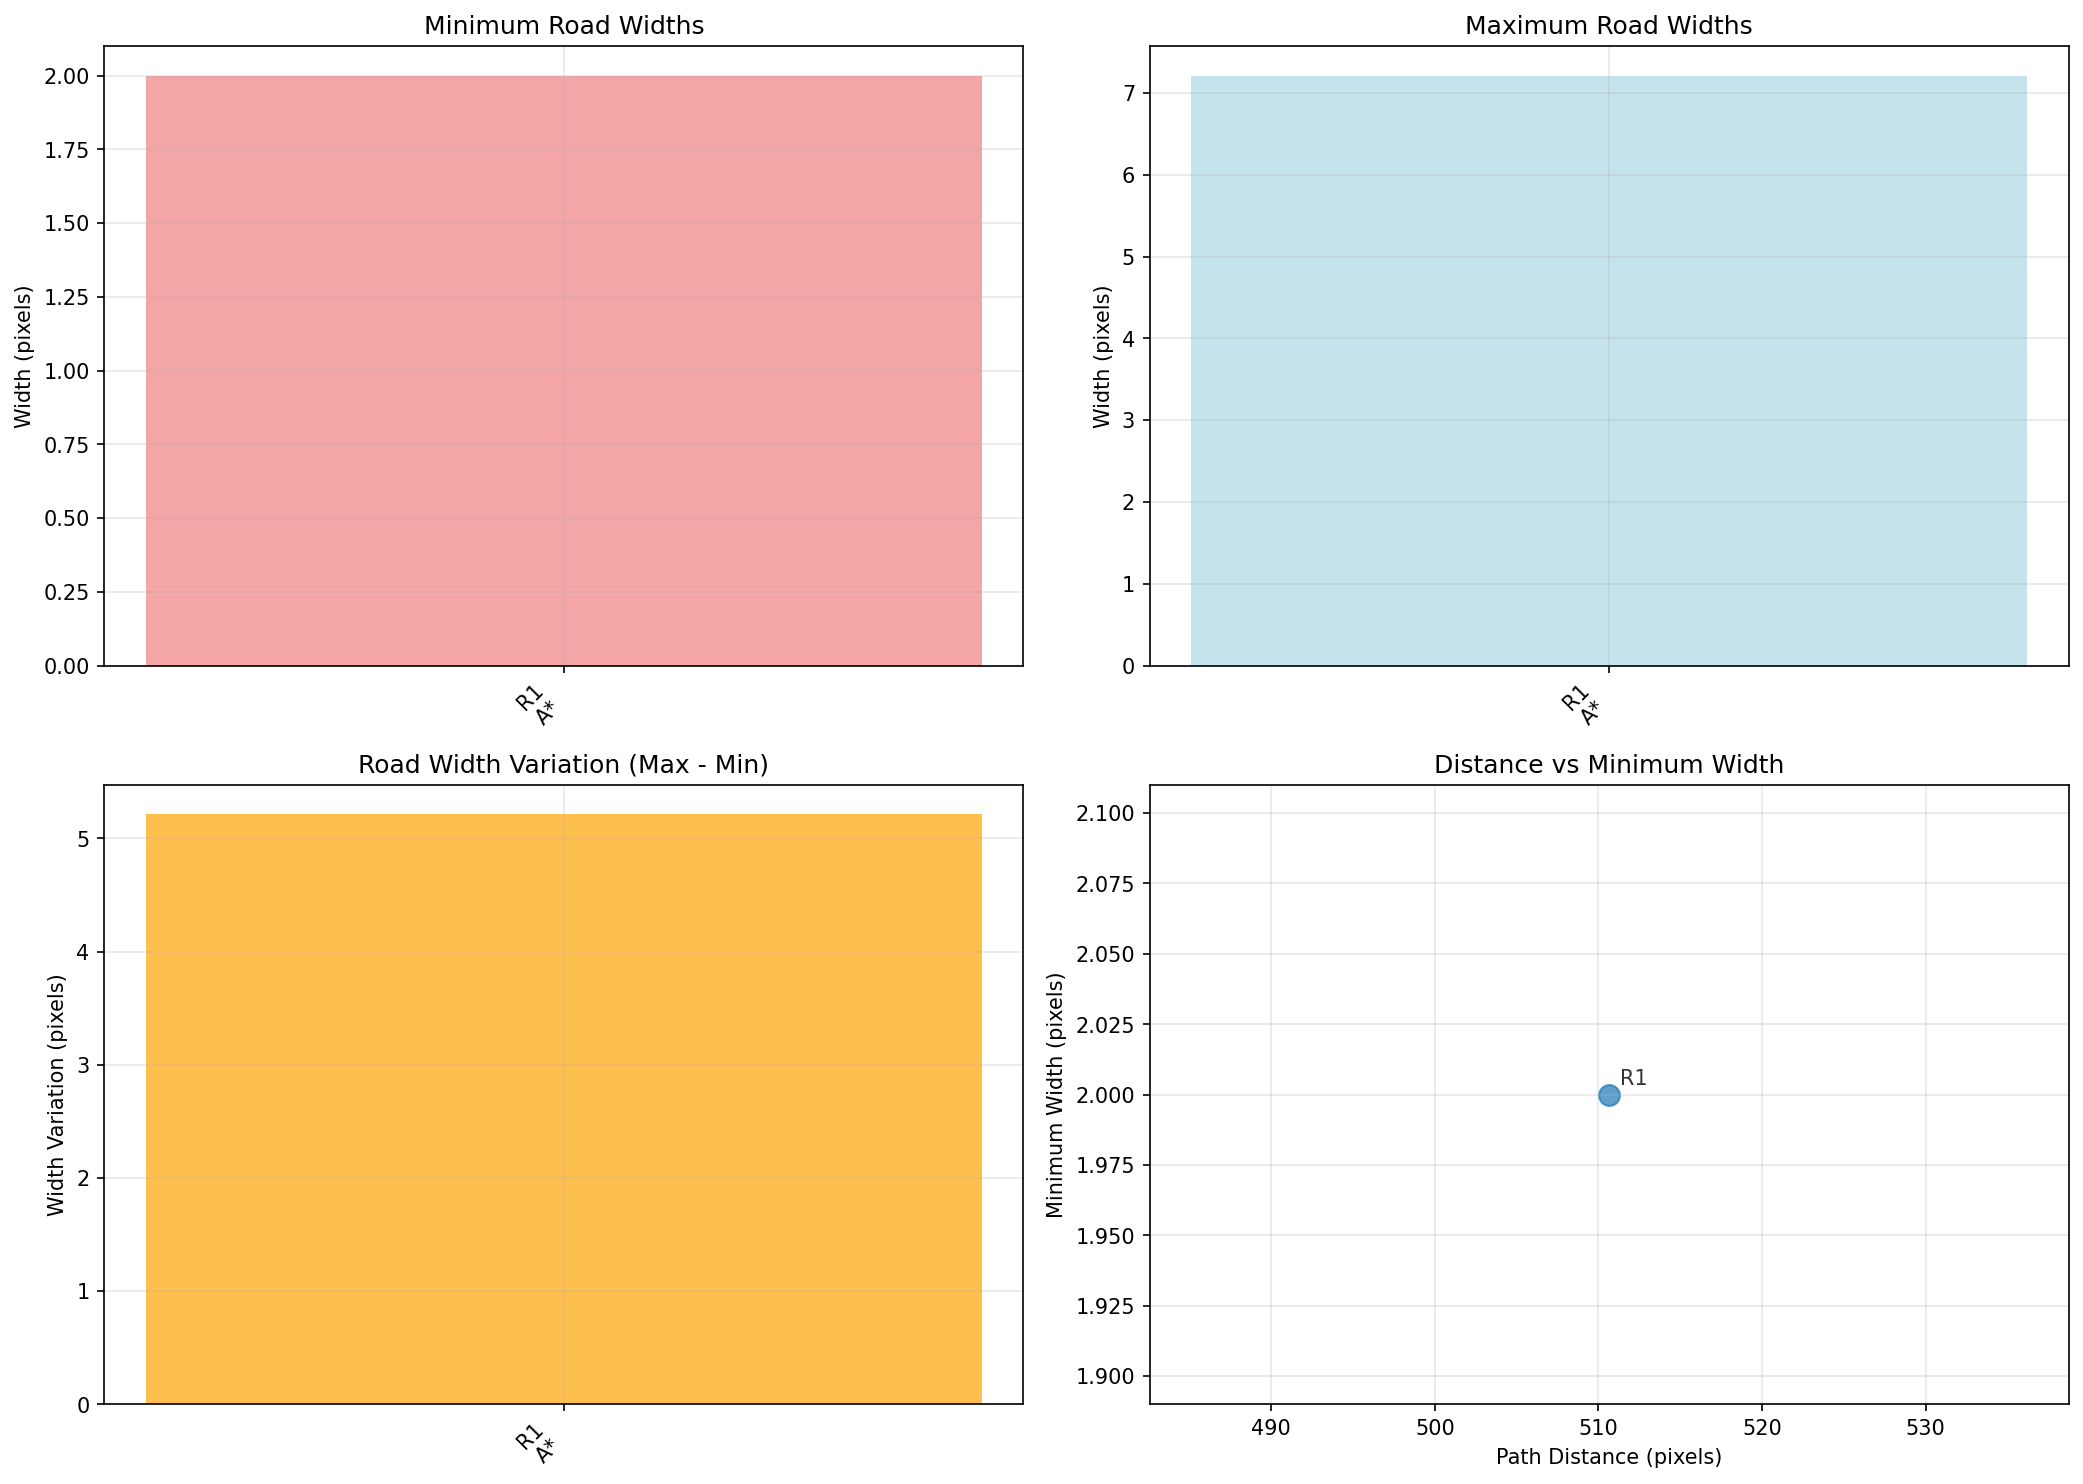 Minimum Road Widths
Width (pixels)
2.00
1.75
1.50
1.25
1.00
0.75
0.50
0.25
0.00
R1
A*
Maximum Road Widths
Width (pixels)
7
6
5
4
3
2
1
0
R1
A*
Road Width Variation (Max - Min)
Width Variation (pixels)
5
4
3
2
1
0
R1
A*
Distance vs Minimum Width
Minimum Width (pixels)
2.100
2.075
2.050
2.025
2.000
1.975
1.950
1.925
1.900
R1
490 500 510 520 530
Path Distance (pixels)